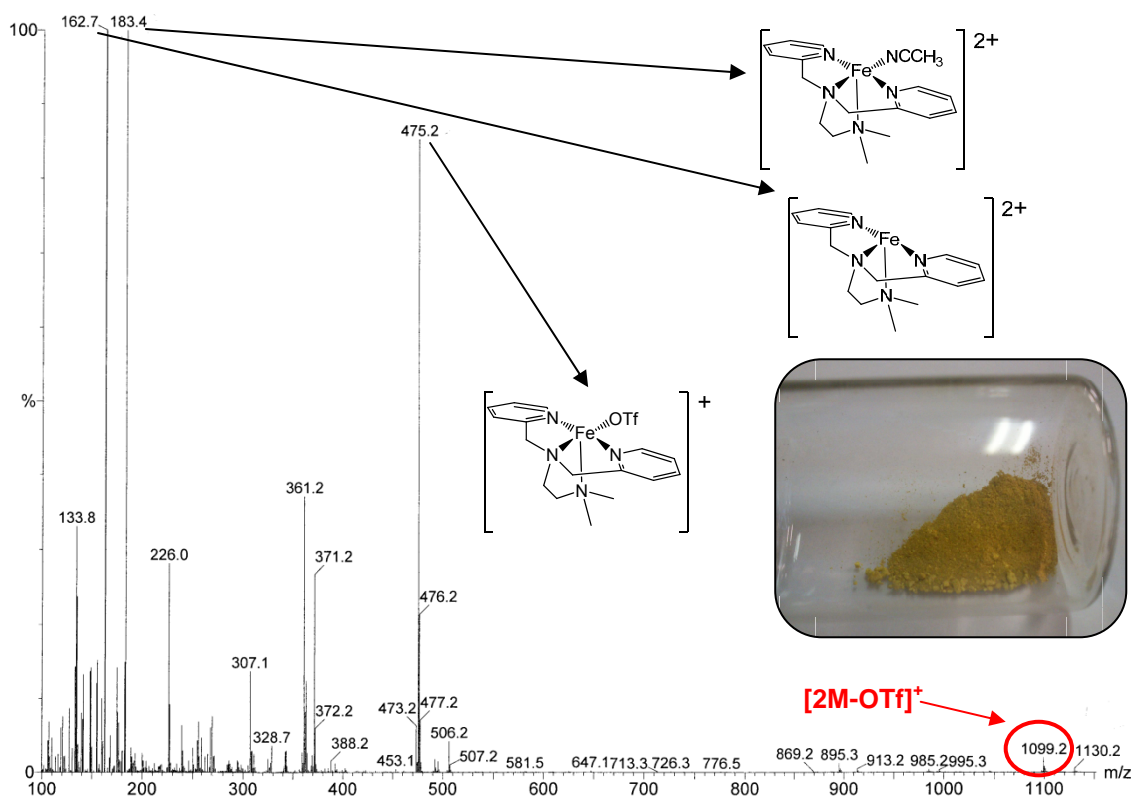 100
162.7
183.4
475.2
%
133.8
226.0
361.2
371.2
307.1
328.7
372.2
388.2
476.2
473.2
477.2
453.1
506.2
507.2
581.5
647.1
713.3
726.3
776.5
869.2
895.3
913.2
985.2
995.3
1099.2
1130.2
0
100
200
300
400
500
600
700
800
900
1000
1100
m/z
2+
N
Fe
NCCH3
N
N
N
2+
N
Fe
N
N
N
+
N
Fe
OTf
N
N
N
[2M-OTf]+